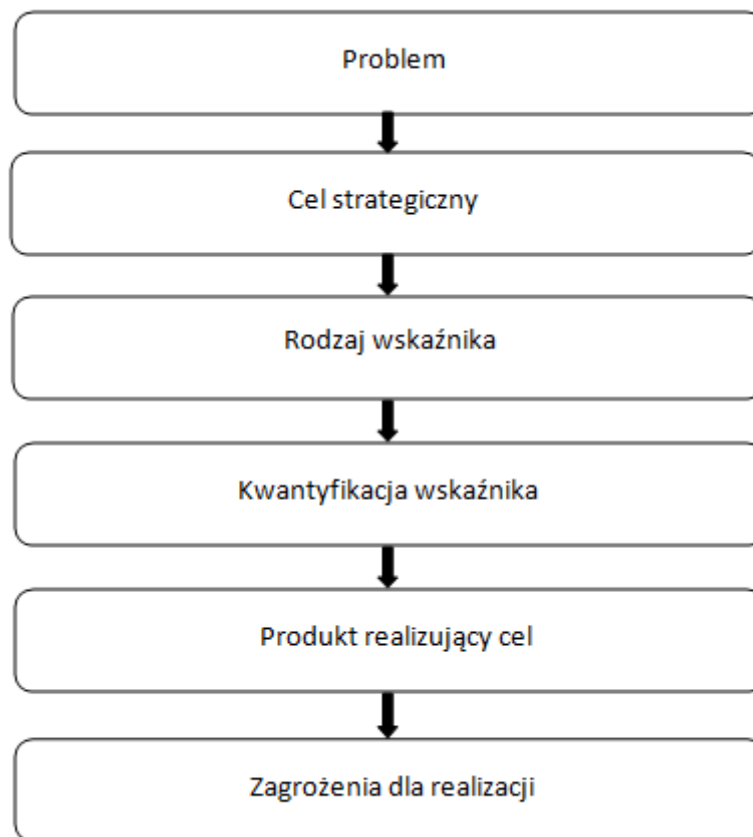 Problem
Cel strategiczny
Rodzaj wskaźnika
Kwantyfikacja wskaźnika
Produkt realizujący cel
Zagrożenia dla realizacji